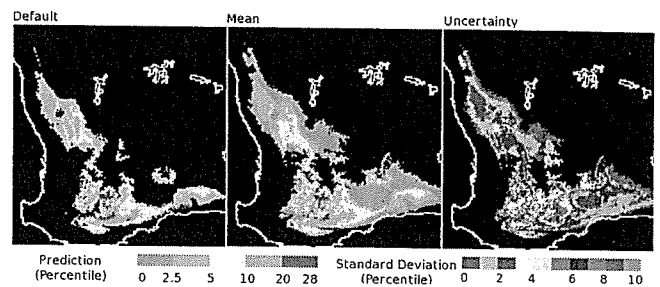 Default
Mean
Uncertainty
Prediction
(Percentile)
0 2.5 5
10 20 28
Standard Deviation
(Percentile)
0 2 4 6 8 10